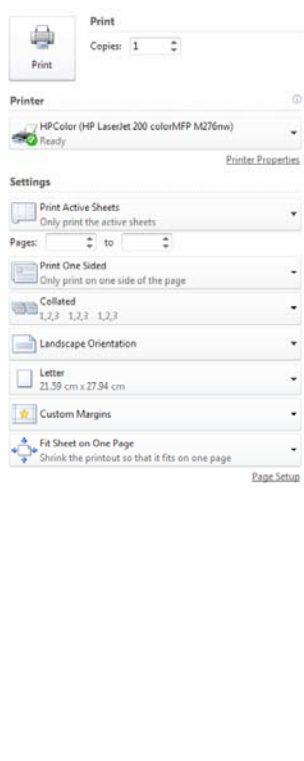 Print
Copies: 1
Print
Printer
HPColor (HP LaserJet 200 colorMFP M276nw)
Ready
Printer Properties
Settings
Print Active Sheets
Only print the active sheets
Pages: to
Print One Sided
Only print on one side of the page
Collated
1,2,3 1,2,3 1,2,3
Landscape Orientation
Letter
21.59 cm x 27.94 cm
Custom Margins
Fit Sheet on One Page
Shrink the printout so that it fits on one page
Page Setup